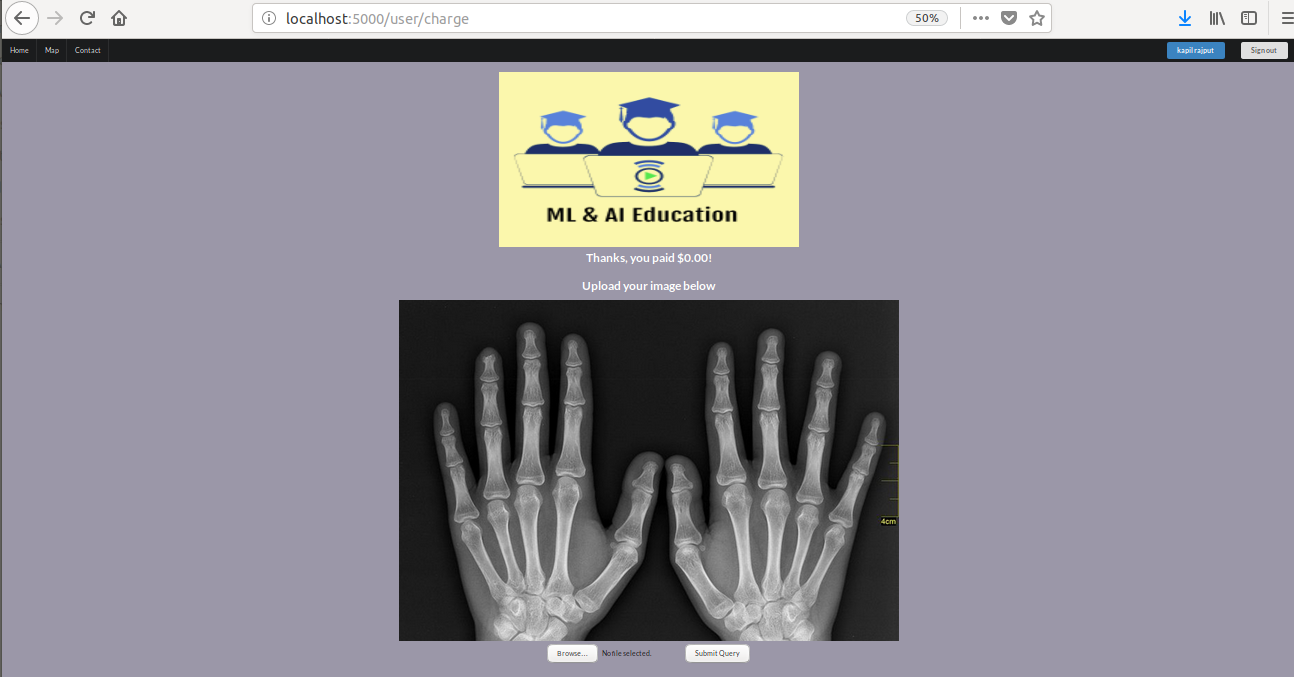 localhost:5000/user/charge
50%
Home Map Contact
kapil rajput
Sign out
ML & AI Education
Thanks, you paid $0.00!
Upload your image below
4cm
Browse... No file selected.
Submit Query